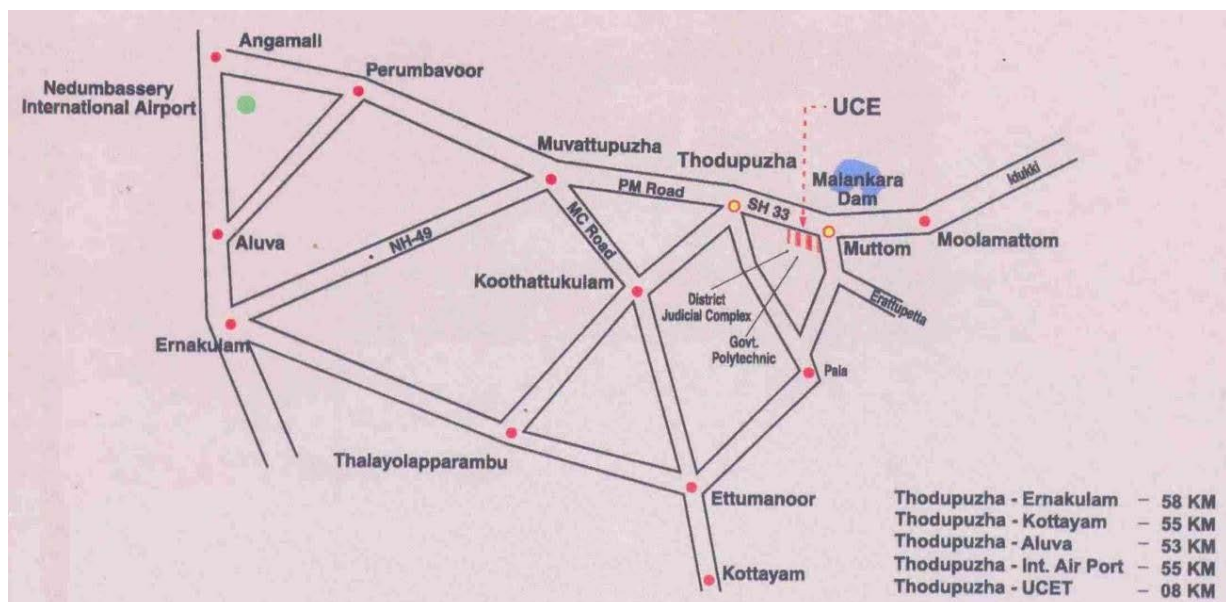 Angamali
Nedumbassery
International Airport
Perumbavoor
UCE
Muvattupuzha
Thodupuzha
PM Road
SH 33
Malankara
Dam
Idukki
Aluva
NH-49
MC Road
Muttom
Moolamattom
Koothattukulam
District
Judicial Complex
Erattupetta
Govt.
Polytechnic
Ernakulam
Pala
Thalayolapparambu
Ettumanoor
Kottayam
Thodupuzha - Ernakulam – 58 KM
Thodupuzha - Kottayam – 55 KM
Thodupuzha - Aluva – 53 KM
Thodupuzha - Int. Air Port – 55 KM
Thodupuzha - UCET – 08 KM